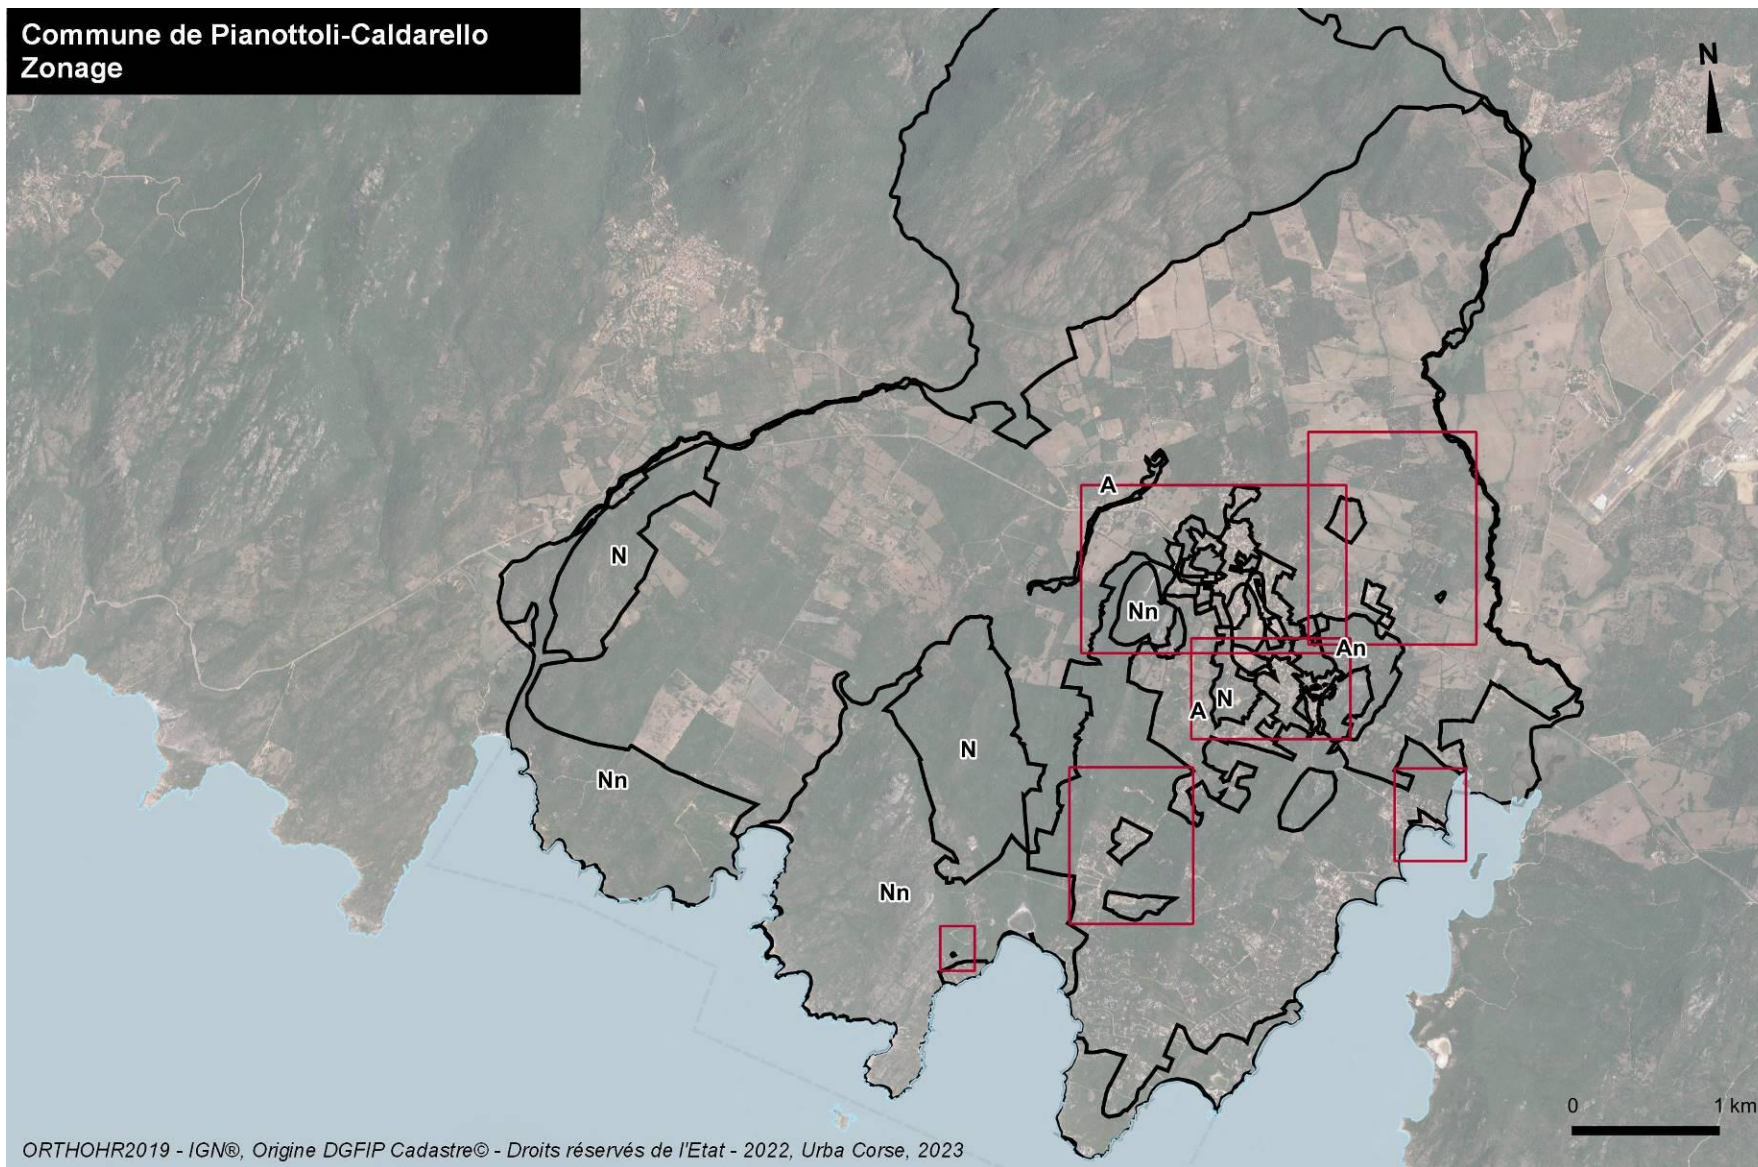 Commune de Pianottoli-Caldarello
Zonage
N
A
N
Nn
An
N
A
N
Nn
Nn
0 1 km
ORTHOHR2019 - IGN®, Origine DGFIP Cadastre© - Droits réservés de l'Etat - 2022, Urba Corse, 2023